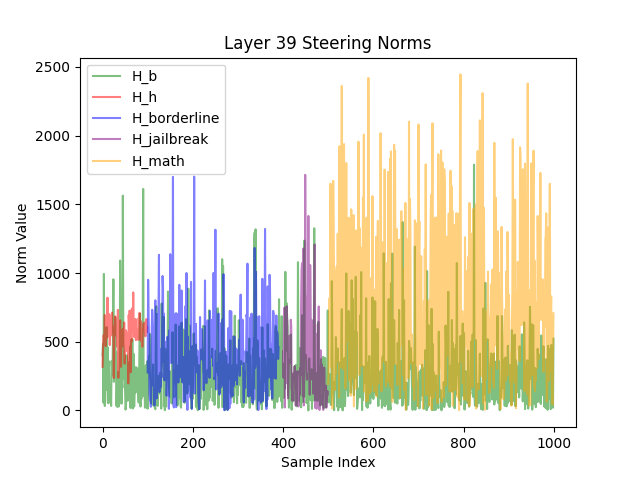 Layer 39 Steering Norms
2500
2000
1500
1000
500
0
Norm Value
H_b
H_h
H_borderline
H_jailbreak
H_math
0 200 400 600 800 1000
Sample Index